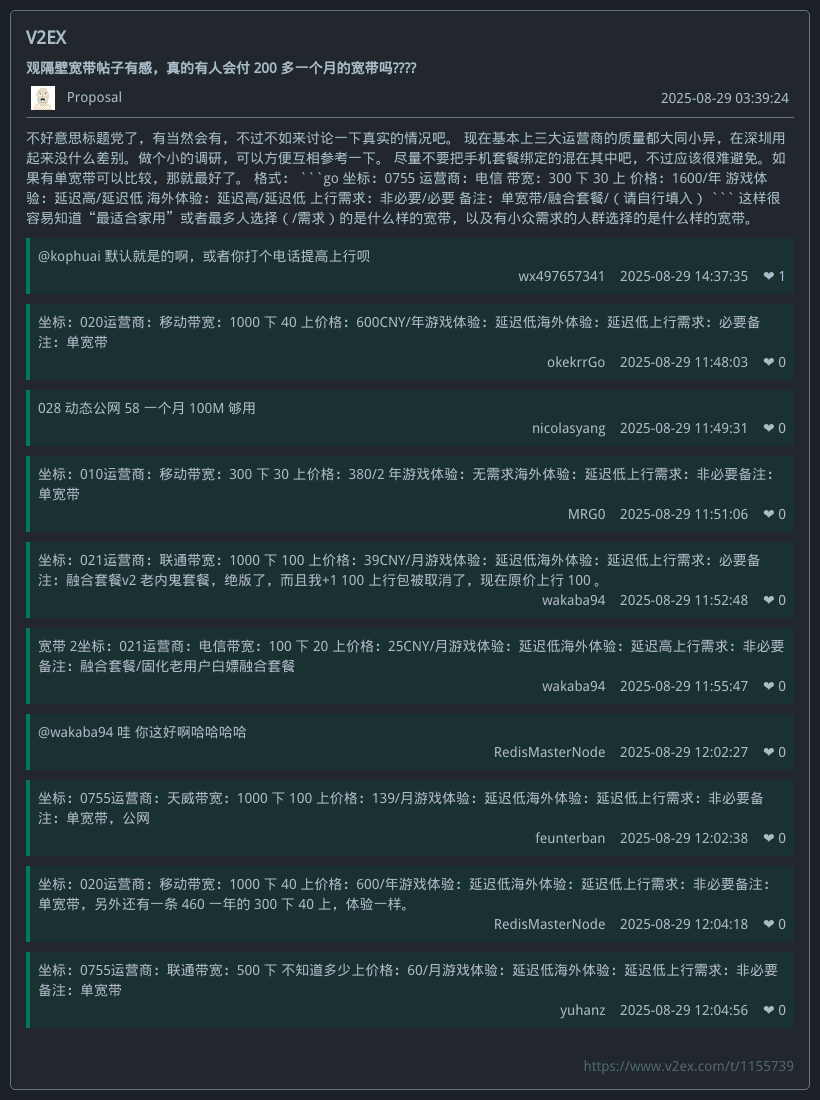 V2EX
观隔壁宽带帖子有感，真的有人会付 200 多一个月的宽带吗????
Proposal 2025-08-29 03:39:24
不好意思标题党了，有当然会有，不过不如来讨论一下真实的情况吧。 现在基本上三大运营商的质量都大同小异，在深圳用
起来没什么差别。做个小的调研，可以方便互相参考一下。 尽量不要把手机套餐绑定的混在其中吧，不过应该很难避免。如
果有单宽带可以比较，那就最好了。 格式： ```go 坐标：0755 运营商：电信 带宽：300 下 30 上 价格：1600/年 游戏体
验：延迟高/延迟低 海外体验：延迟高/延迟低 上行需求：非必要/必要 备注：单宽带/融合套餐/（请自行填入） ``` 这样很
容易知道“最适合家用”或者最多人选择（/需求）的是什么样的宽带，以及有小众需求的人群选择的是什么样的宽带。
@kophuai 默认就是的啊，或者你打个电话提高上行呗
wx497657341 2025-08-29 14:37:35 ❤ 1
坐标：020运营商：移动带宽：1000 下 40 上价格：600CNY/年游戏体验：延迟低海外体验：延迟低上行需求：必要备
注：单宽带
okekrrGo 2025-08-29 11:48:03 ❤ 0
028 动态公网 58 一个月 100M 够用
nicolasyang 2025-08-29 11:49:31 ❤ 0
坐标：010运营商：移动带宽：300 下 30 上价格：380/2 年游戏体验：无需求海外体验：延迟低上行需求：非必要备注：
单宽带
MRG0 2025-08-29 11:51:06 ❤ 0
坐标：021运营商：联通带宽：1000 下 100 上价格：39CNY/月游戏体验：延迟低海外体验：延迟低上行需求：必要备
注：融合套餐v2 老内鬼套餐，绝版了，而且我+1 100 上行包被取消了，现在原价上行 100 。
wakaba94 2025-08-29 11:52:48 ❤ 0
宽带 2坐标：021运营商：电信带宽：100 下 20 上价格：25CNY/月游戏体验：延迟低海外体验：延迟高上行需求：非必要
备注：融合套餐/固化老用户白嫖融合套餐
wakaba94 2025-08-29 11:55:47 ❤ 0
@wakaba94 哇 你这好啊哈哈哈哈
RedisMasterNode 2025-08-29 12:02:27 ❤ 0
坐标：0755运营商：天威带宽：1000 下 100 上价格：139/月游戏体验：延迟低海外体验：延迟低上行需求：非必要备
注：单宽带，公网
feunterban 2025-08-29 12:02:38 ❤ 0
坐标：020运营商：移动带宽：1000 下 40 上价格：600/年游戏体验：延迟低海外体验：延迟低上行需求：非必要备注：
单宽带，另外还有一条 460 一年的 300 下 40 上，体验一样。
RedisMasterNode 2025-08-29 12:04:18 ❤ 0
坐标：0755运营商：联通带宽：500 下 不知道多少上价格：60/月游戏体验：延迟低海外体验：延迟低上行需求：非必要
备注：单宽带
yuhanz 2025-08-29 12:04:56 ❤ 0
https://www.v2ex.com/t/1155739